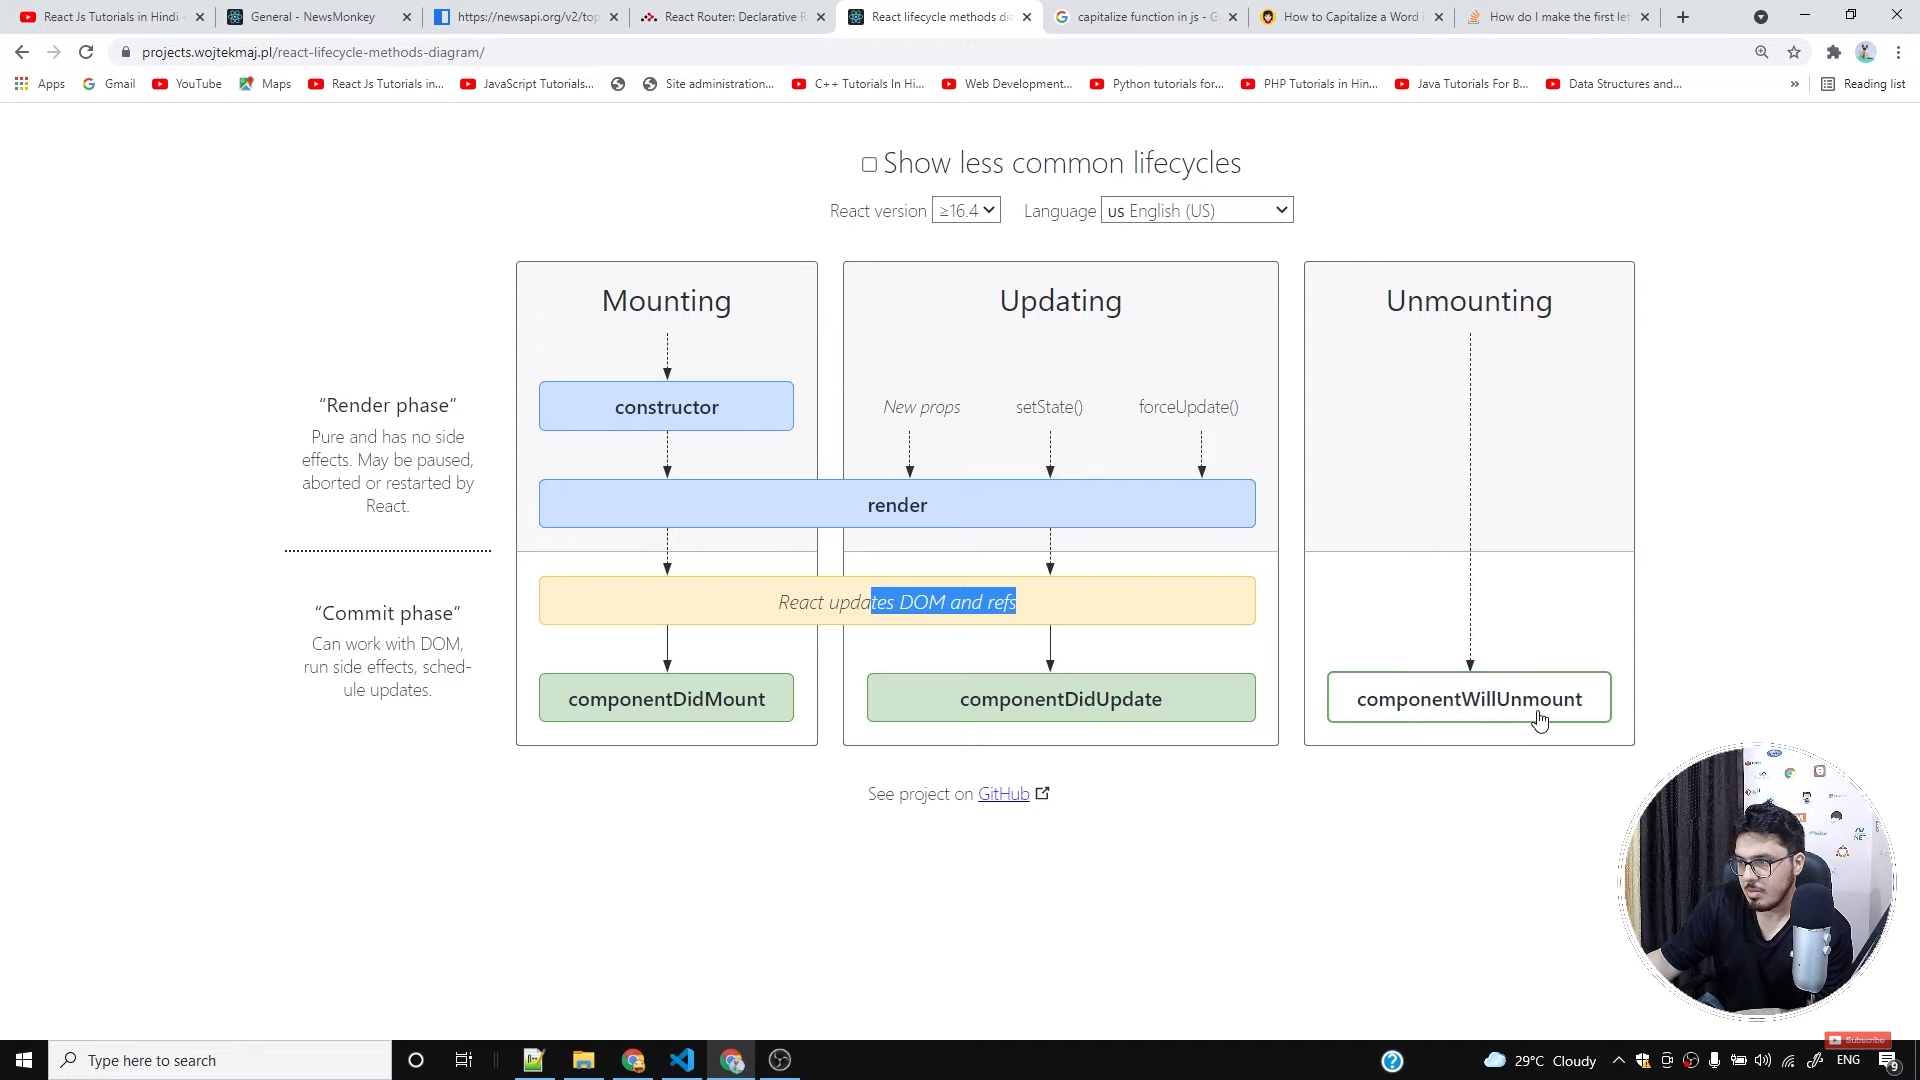 React Js Tutorials in Hindi -
General - NewsMonkey
https://newsapi.org/v2/top
React Router: Declarative R
React lifecycle methods dia
capitalize function in js - G
How to Capitalize a Word i
How do I make the first let
projects.wojtekmaj.pl/react-lifecycle-methods-diagram/
Apps
Gmail
YouTube
Maps
React Js Tutorials in...
JavaScript Tutorials...
Site administration...
C++ Tutorials In Hi...
Web Development...
Python tutorials for...
PHP Tutorials in Hin...
Java Tutorials For B...
Data Structures and...
»
Reading list
Show less common lifecycles
React version ≥16.4 Language us English (US)
Mounting
Updating
Unmounting
“Render phase”
Pure and has no side
effects. May be paused,
aborted or restarted by
React.
constructor
New props
setState()
forceUpdate()
render
“Commit phase”
Can work with DOM,
run side effects, sched-
ule updates.
React updates DOM and refs
componentDidMount
componentDidUpdate
componentWillUnmount
See project on GitHub
Subscribe
Type here to search
29°C Cloudy
ENG
9